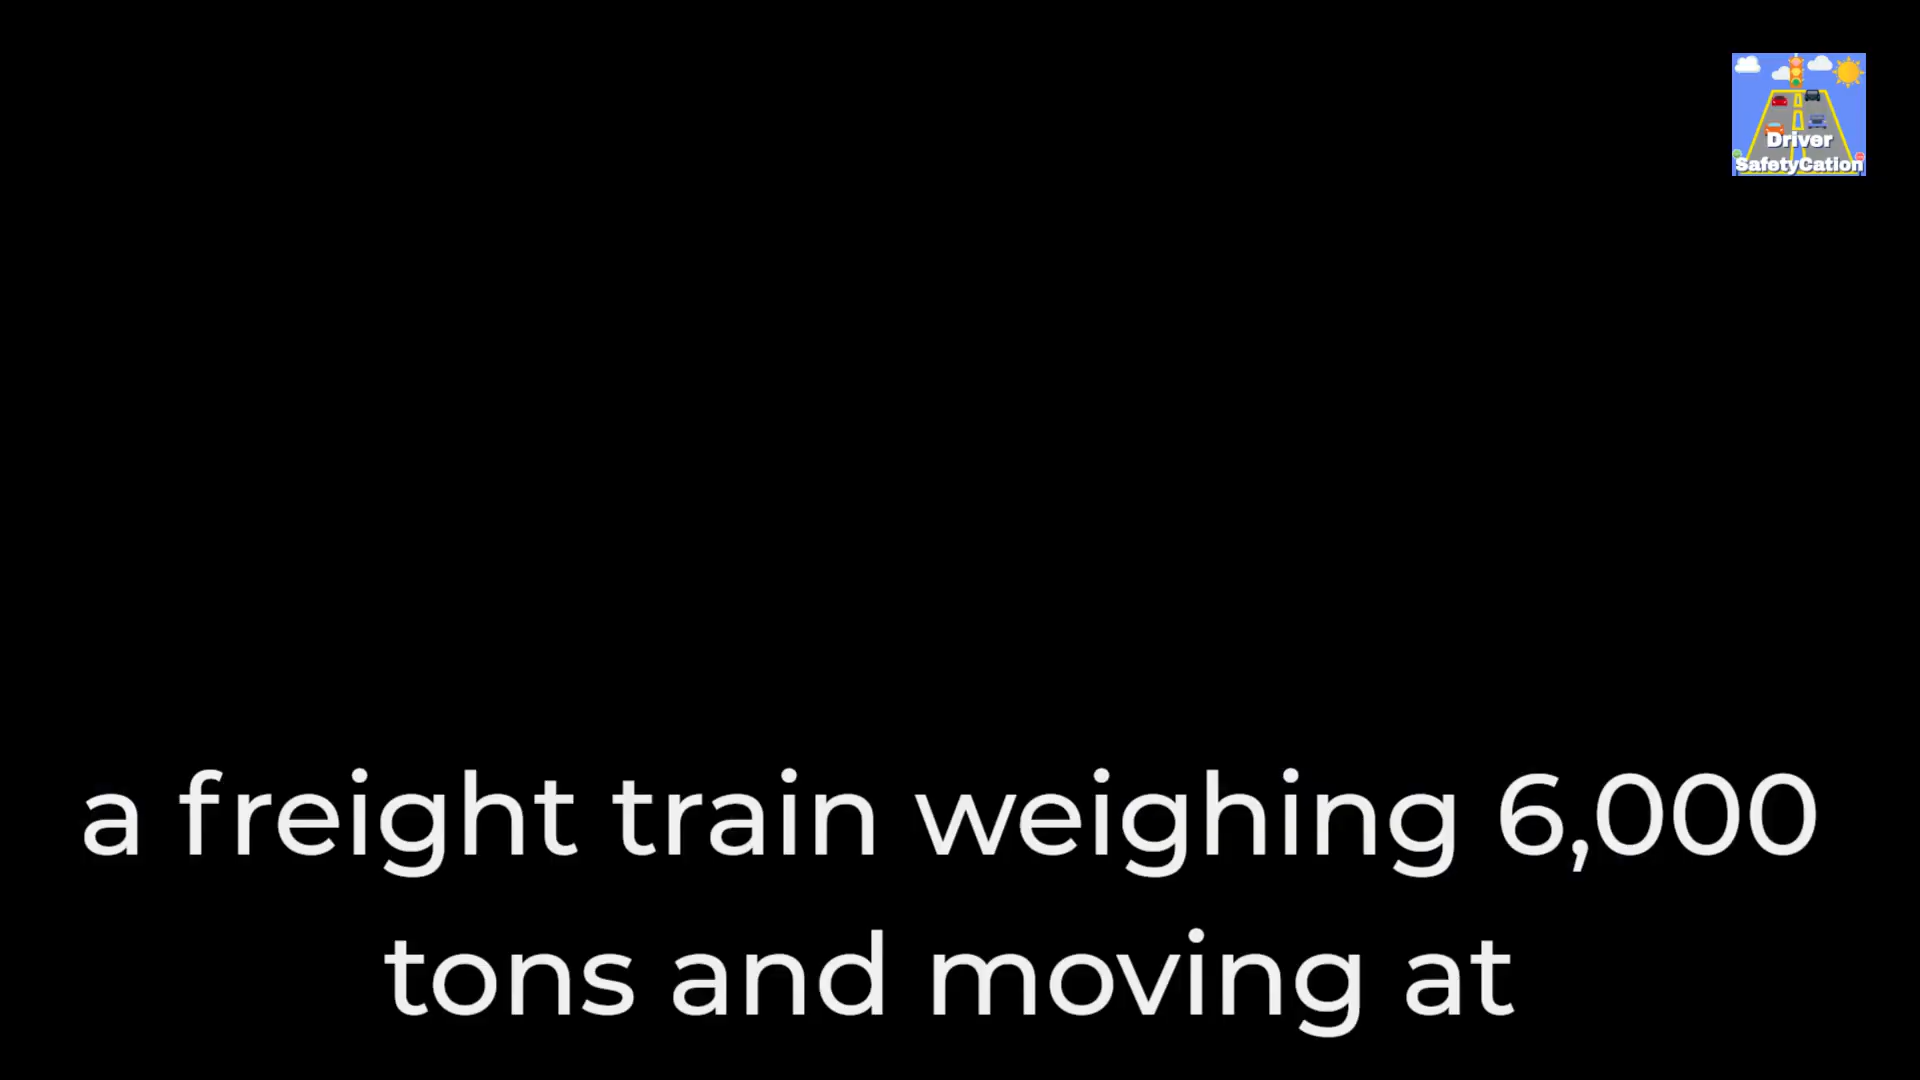 Driver
SafetyCation
a freight train weighing 6,000
tons and moving at